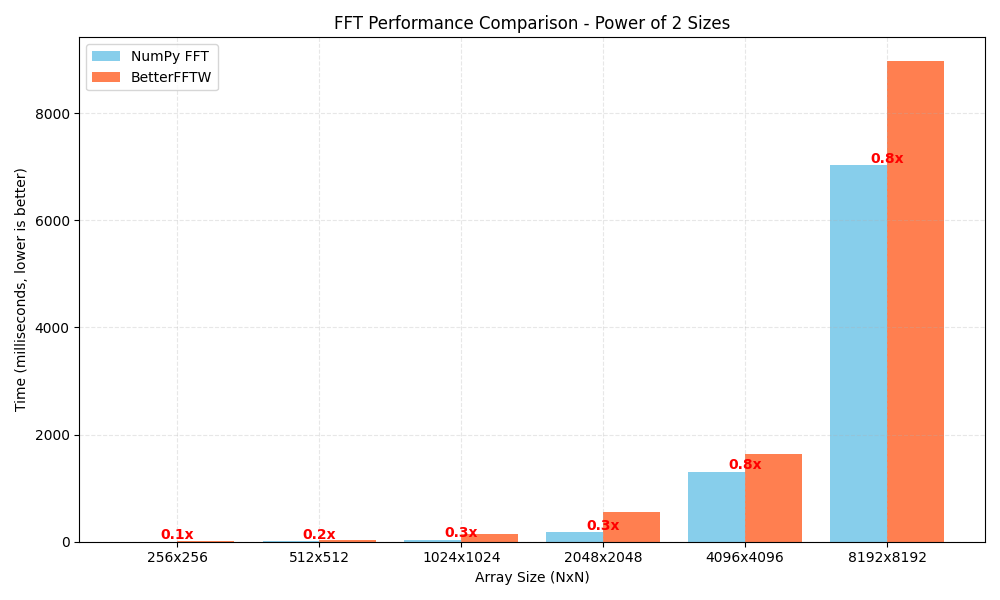 FFT Performance Comparison - Power of 2 Sizes
NumPy FFT
BetterFFTW
Time (milliseconds, lower is better)
8000
6000
4000
2000
0
0.1x
0.2x
0.3x
0.3x
0.8x
0.8x
256x256
512x512
1024x1024
2048x2048
4096x4096
8192x8192
Array Size (NxN)